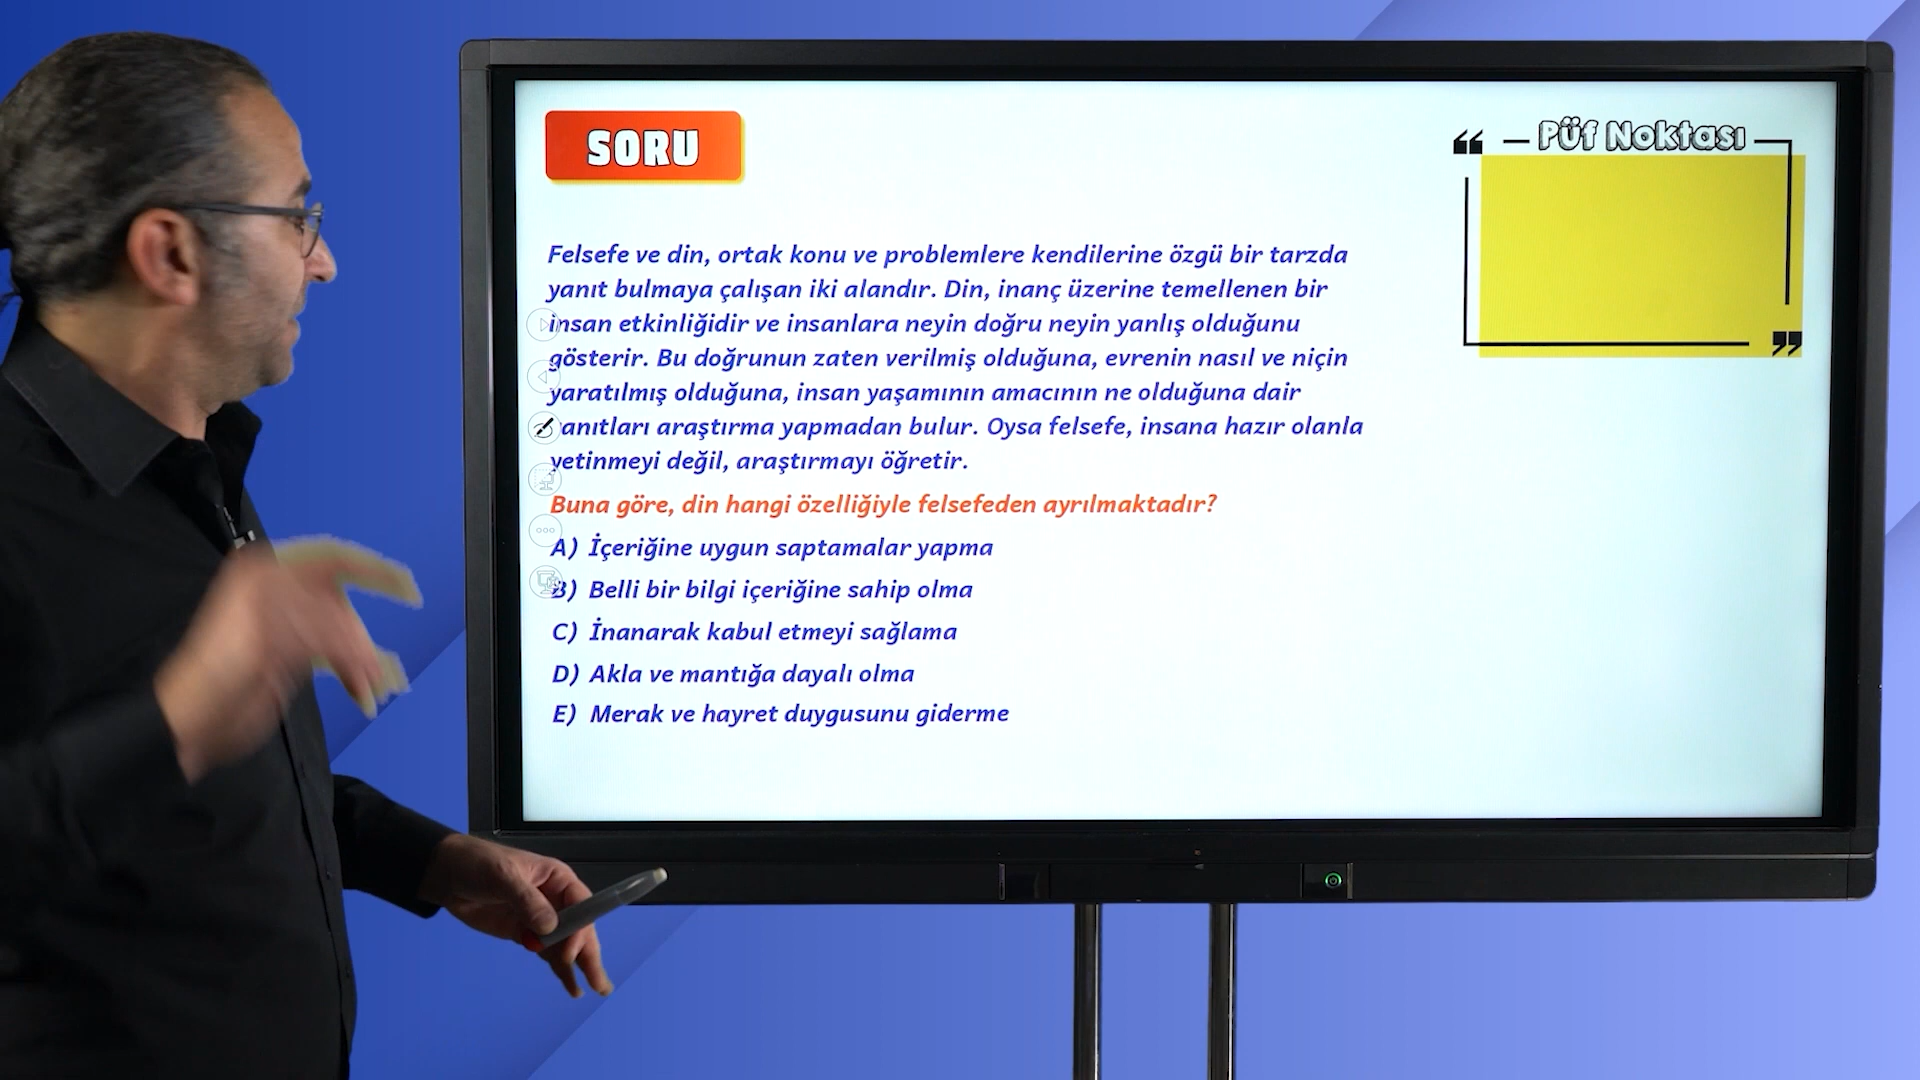 SORU
Püf Noktası
Felsefe ve din, ortak konu ve problemlere kendilerine özgü bir tarzda
yanıt bulmaya çalışan iki alandır. Din, inanç üzerine temellenen bir
insan etkinliğidir ve insanlara neyin doğru neyin yanlış olduğunu
gösterir. Bu doğrunun zaten verilmiş olduğuna, evrenin nasıl ve niçin
yaratılmış olduğuna, insan yaşamının amacının ne olduğuna dair
yanıtları araştırma yapmadan bulur. Oysa felsefe, insana hazır olanla
yetinmeyi değil, araştırmayı öğretir.
Buna göre, din hangi özelliğiyle felsefeden ayrılmaktadır?
A) İçeriğine uygun saptamalar yapma
B) Belli bir bilgi içeriğine sahip olma
C) İnanarak kabul etmeyi sağlama
D) Akla ve mantığa dayalı olma
E) Merak ve hayret duygusunu giderme